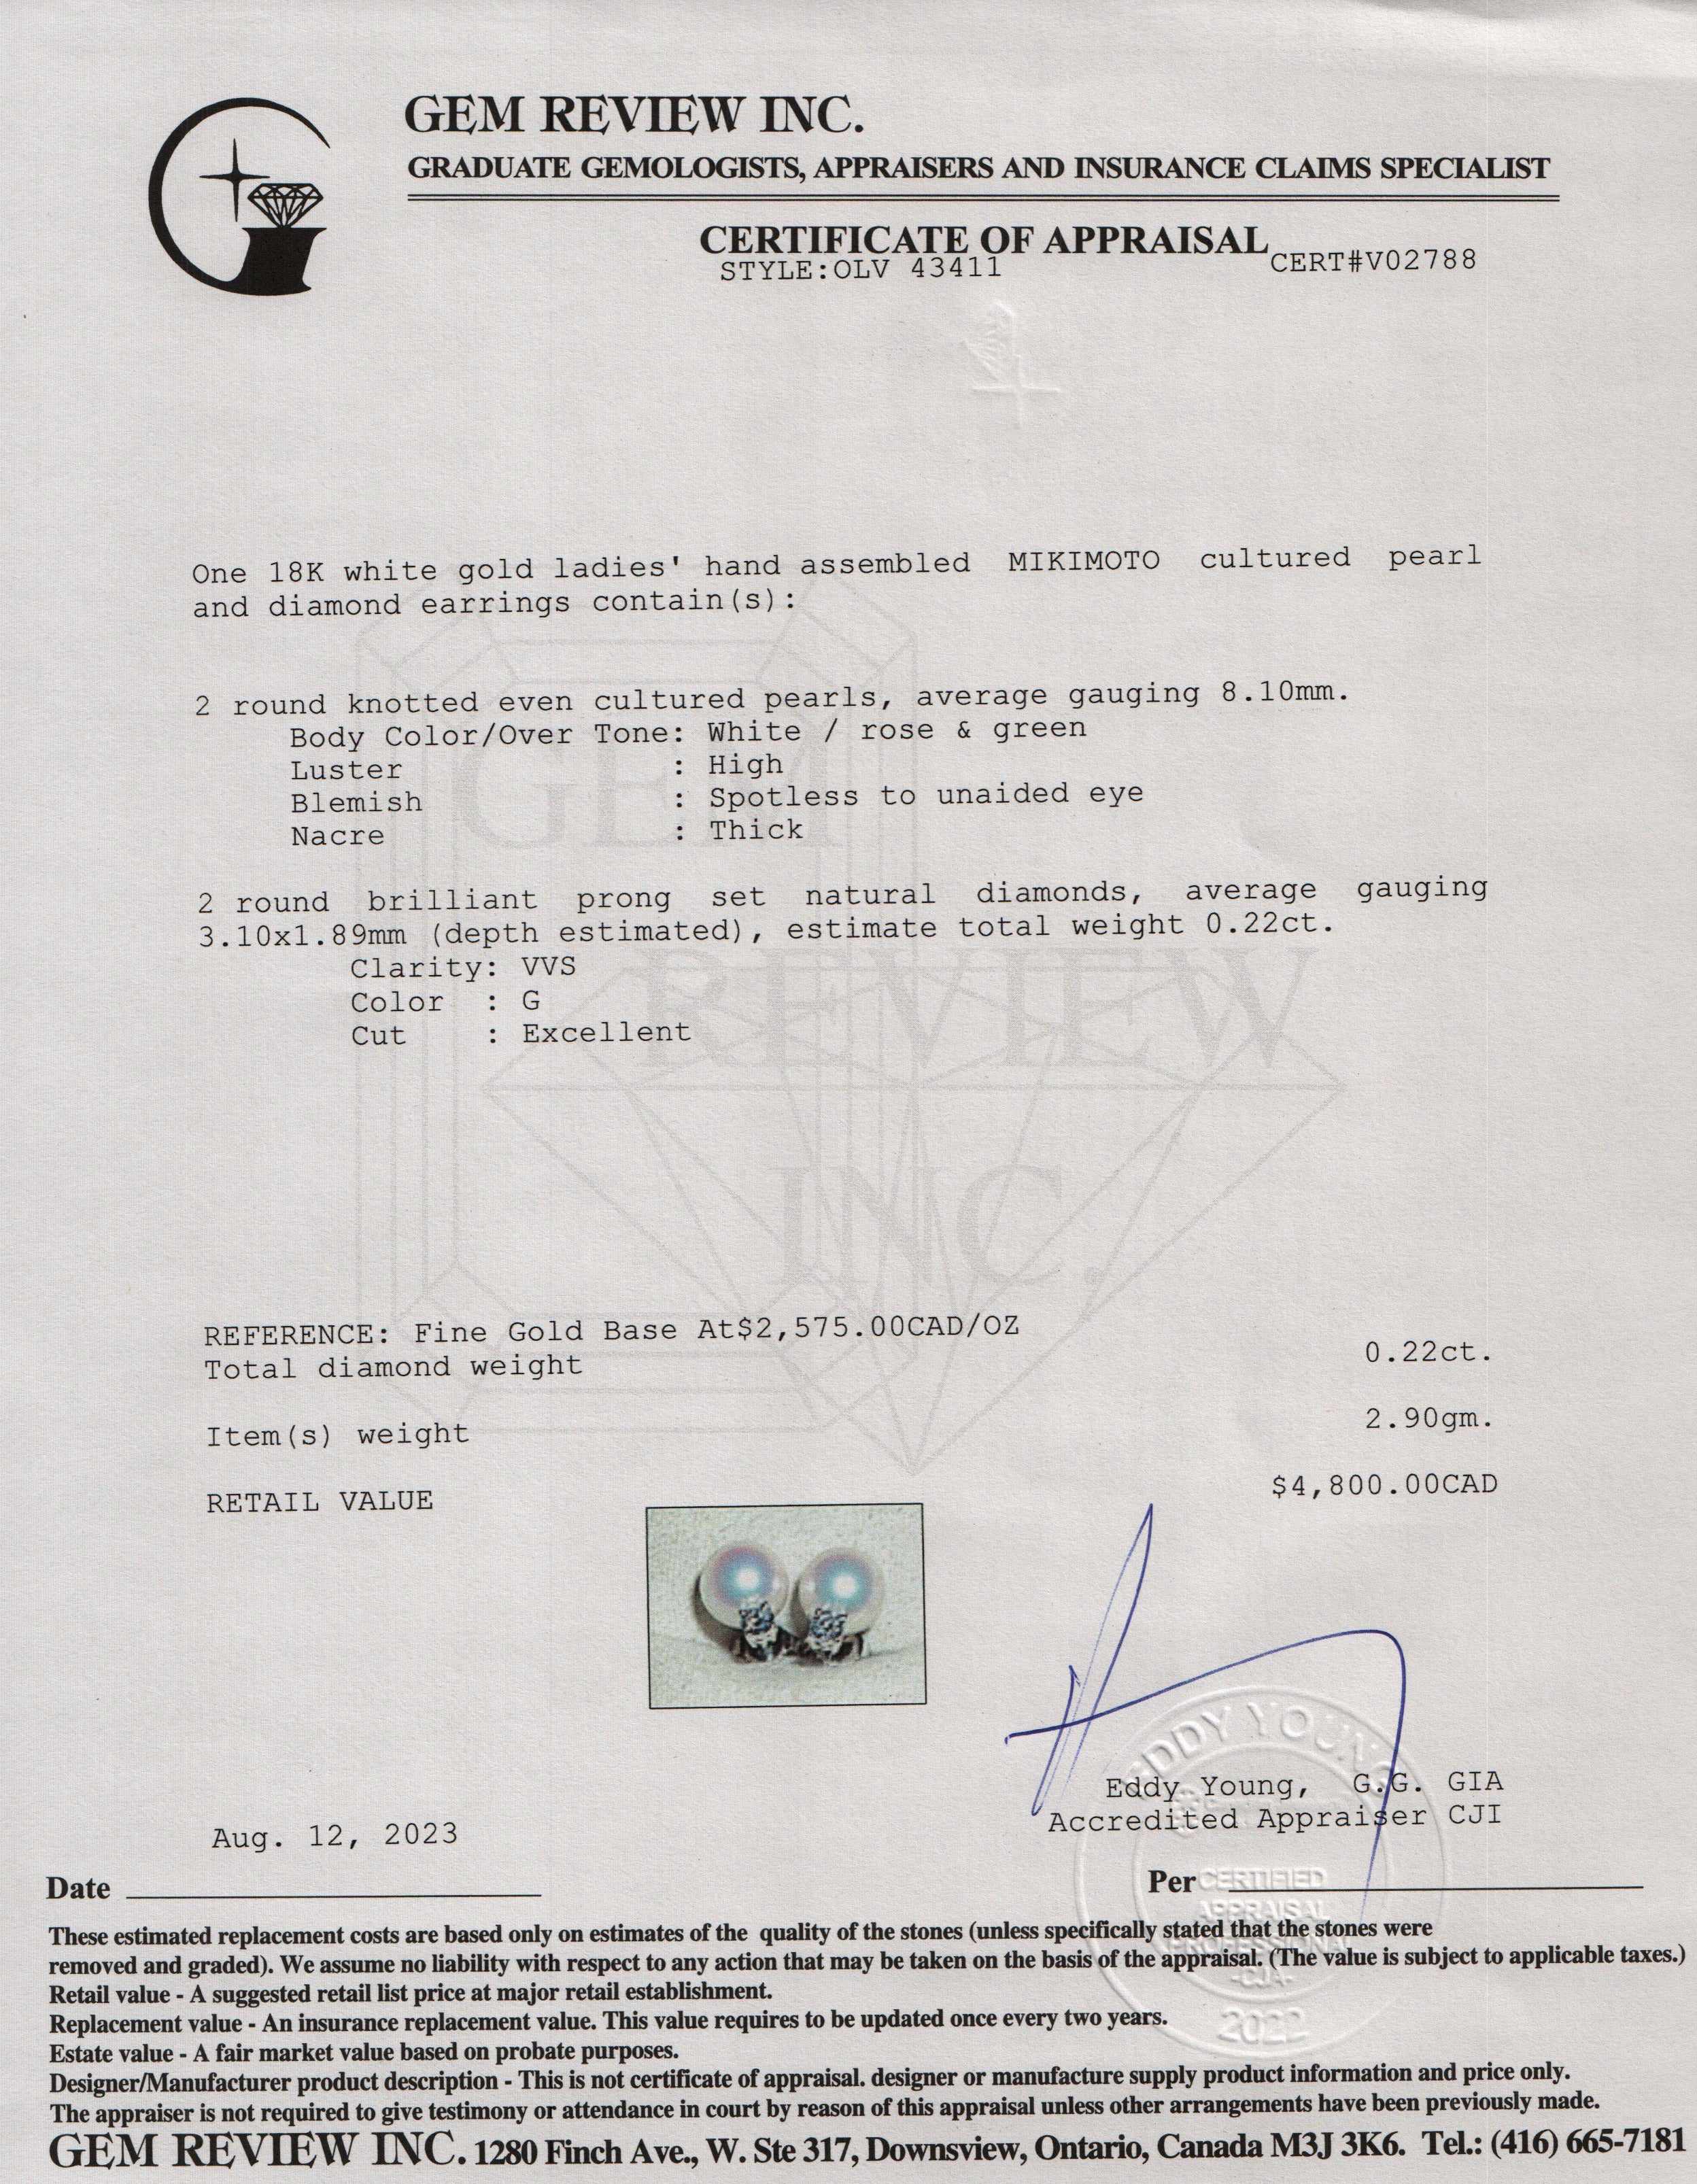 GEM REVIEW INC.
GRADUATE GEMOLOGISTS, APPRAISERS AND INSURANCE CLAIMS SPECIALIST
CERTIFICATE OF APPRAISAL
STYLE:OLV 43411
CERT#V02788
One 18K white gold ladies' hand assembled MIKIMOTO cultured pearl
and diamond earrings contain(s):
2 round knotted even cultured pearls, average gauging 8.10mm.
Body Color/Over Tone: White / rose & green
Luster : High
Blemish : Spotless to unaided eye
Nacre : Thick
2 round brilliant prong set natural diamonds, average gauging
3.10x1.89mm (depth estimated), estimate total weight 0.22ct.
Clarity: VVS
Color : G
Cut : Excellent
GEM
REVIEW
INC.
REFERENCE: Fine Gold Base At$2,575.00CAD/OZ
Total diamond weight 0.22ct.
Item(s) weight 2.90gm.
RETAIL VALUE $4,800.00CAD
EDDY YOUNG
Eddy Young, G.G. GIA
Accredited Appraiser CJI
Aug. 12, 2023
Date
Per
CERTIFIED
APPRAISAL
PROFESSIONAL
-CJA-
2022
These estimated replacement costs are based only on estimates of the quality of the stones (unless specifically stated that the stones were
removed and graded). We assume no liability with respect to any action that may be taken on the basis of the appraisal. (The value is subject to applicable taxes.)
Retail value - A suggested retail list price at major retail establishment.
Replacement value - An insurance replacement value. This value requires to be updated once every two years.
Estate value - A fair market value based on probate purposes.
Designer/Manufacturer product description - This is not certificate of appraisal. designer or manufacture supply product information and price only.
The appraiser is not required to give testimony or attendance in court by reason of this appraisal unless other arrangements have been previously made.
GEM REVIEW INC. 1280 Finch Ave., W. Ste 317, Downsview, Ontario, Canada M3J 3K6. Tel.: (416) 665-7181